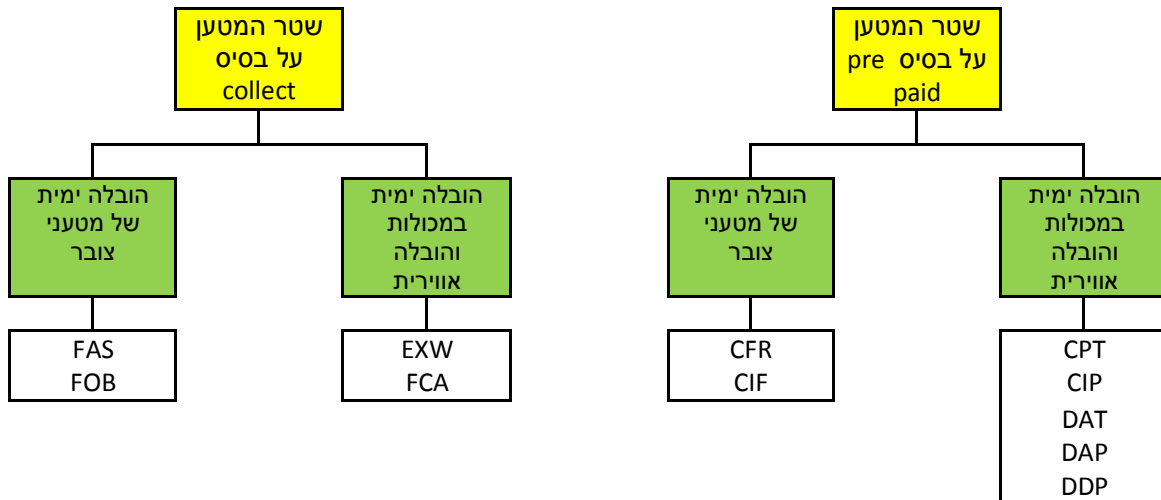 שטר המטען
על בסיס
collect
הובלה ימית
של מטעני
צובר
FAS
FOB
הובלה ימית
במכולות
והובלה
אווירית
EXW
FCA
שטר המטען
על בסיס pre
paid
הובלה ימית
של מטעני
צובר
CFR
CIF
הובלה ימית
במכולות
והובלה
אווירית
CPT
CIP
DAT
DAP
DDP